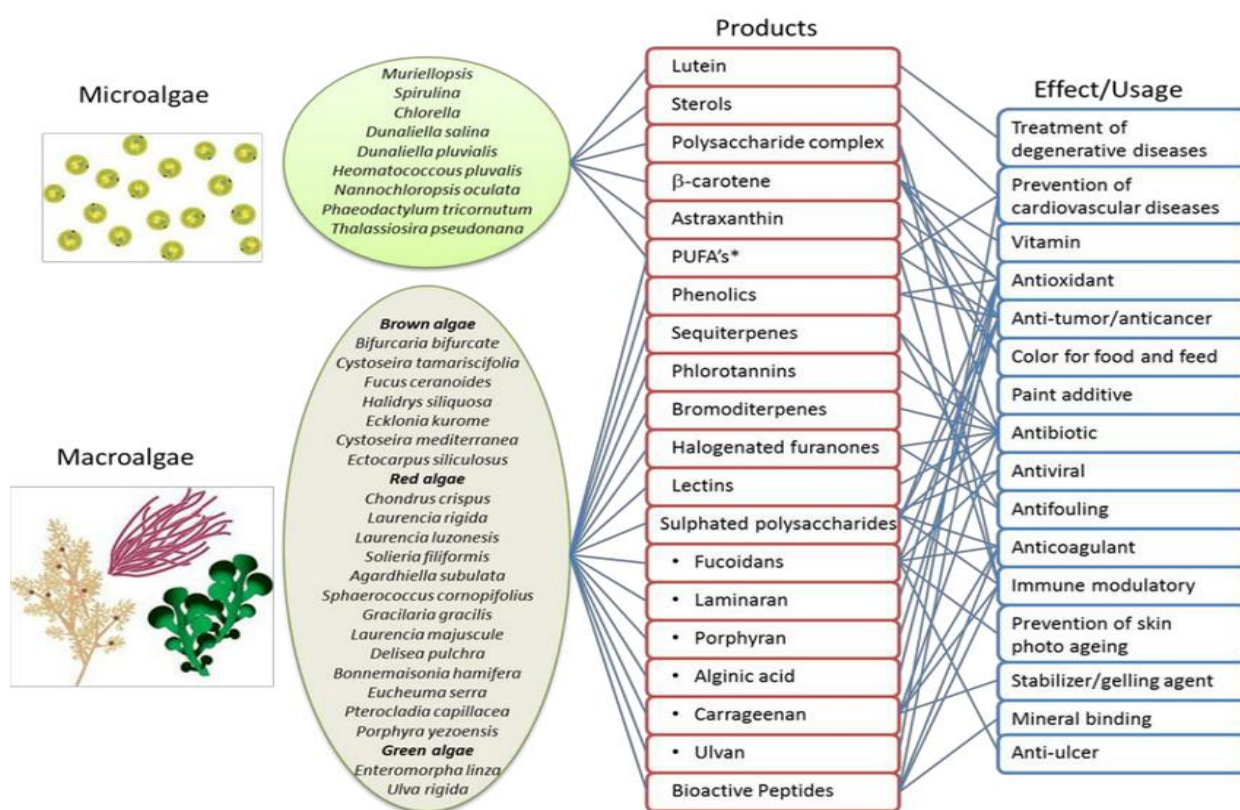 Microalgae
Muriellopsis
Spirulina
Chlorella
Dunaliella salina
Dunaliella pluvialis
Heomatococcous pluvalis
Nannochloropsis oculata
Phaeodactylum tricornutum
Thalassiosira pseudonana
Macroalgae
Brown algae
Bifurcaria bifurcate
Cystoseira tamariscifolia
Fucus ceranoides
Halidrys siliquosa
Ecklonia kurome
Cystoseira mediterranea
Ectocarpus siliculosus
Red algae
Chondrus crispus
Laurencia rigida
Laurencia luzonesis
Solieria filiformis
Agardhiella subulata
Sphaerococcus cornopifolius
Gracilaria gracilis
Laurencia majuscule
Delisea pulchra
Bonnemaisonia hamifera
Eucheuma serra
Pterocladia capillacea
Porphyra yezoensis
Green algae
Enteromorpha linza
Ulva rigida
Products
Lutein
Sterols
Polysaccharide complex
β-carotene
Astraxanthin
PUFA's*
Phenolics
Sequiterpenes
Phlorotannins
Bromoditerpenes
Halogenated furanones
Lectins
Sulphated polysaccharides
• Fucoidans
• Laminaran
• Porphyran
• Alginic acid
• Carrageenan
• Ulvan
Bioactive Peptides
Effect/Usage
Treatment of
degenerative diseases
Prevention of
cardiovascular diseases
Vitamin
Antioxidant
Anti-tumor/anticancer
Color for food and feed
Paint additive
Antibiotic
Antiviral
Antifouling
Anticoagulant
Immune modulatory
Prevention of skin
photo ageing
Stabilizer/gelling agent
Mineral binding
Anti-ulcer